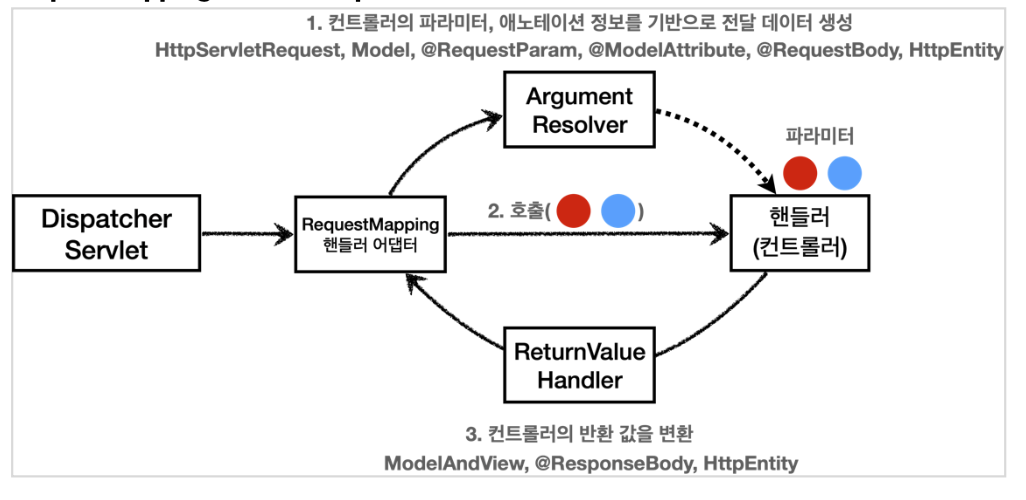 1. 컨트롤러의 파라미터, 애노테이션 정보를 기반으로 전달 데이터 생성
HttpServletRequest, Model, @RequestParam, @ModelAttribute, @RequestBody, HttpEntity
Argument
Resolver
파라미터
Dispatcher
Servlet
RequestMapping
핸들러 어댑터
2. 호출( )
핸들러
(컨트롤러)
ReturnValue
Handler
3. 컨트롤러의 반환 값을 변환
ModelAndView, @ResponseBody, HttpEntity